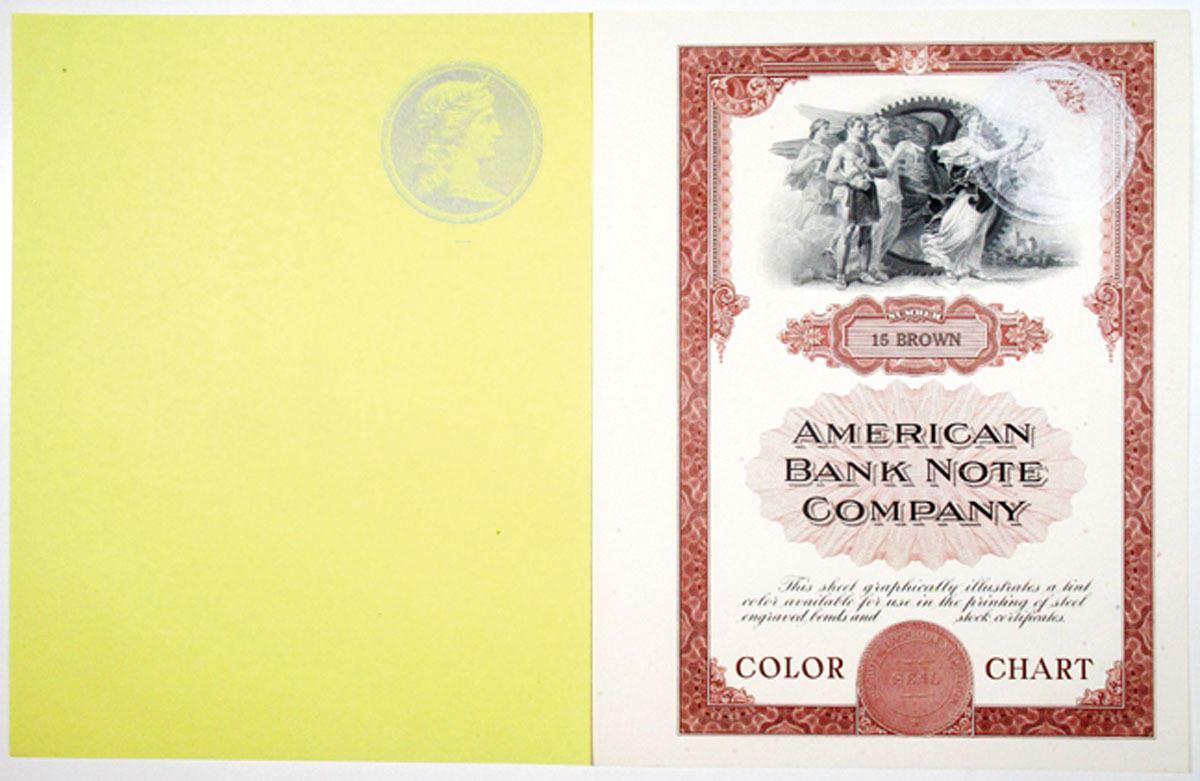 NUMBER
15 BROWN
AMERICAN
BANK NOTE
COMPANY
This sheet graphically illustrates a tint
color available for use in the printing of steel
engraved bonds and stock certificates.
COLOR CHART
SEAL